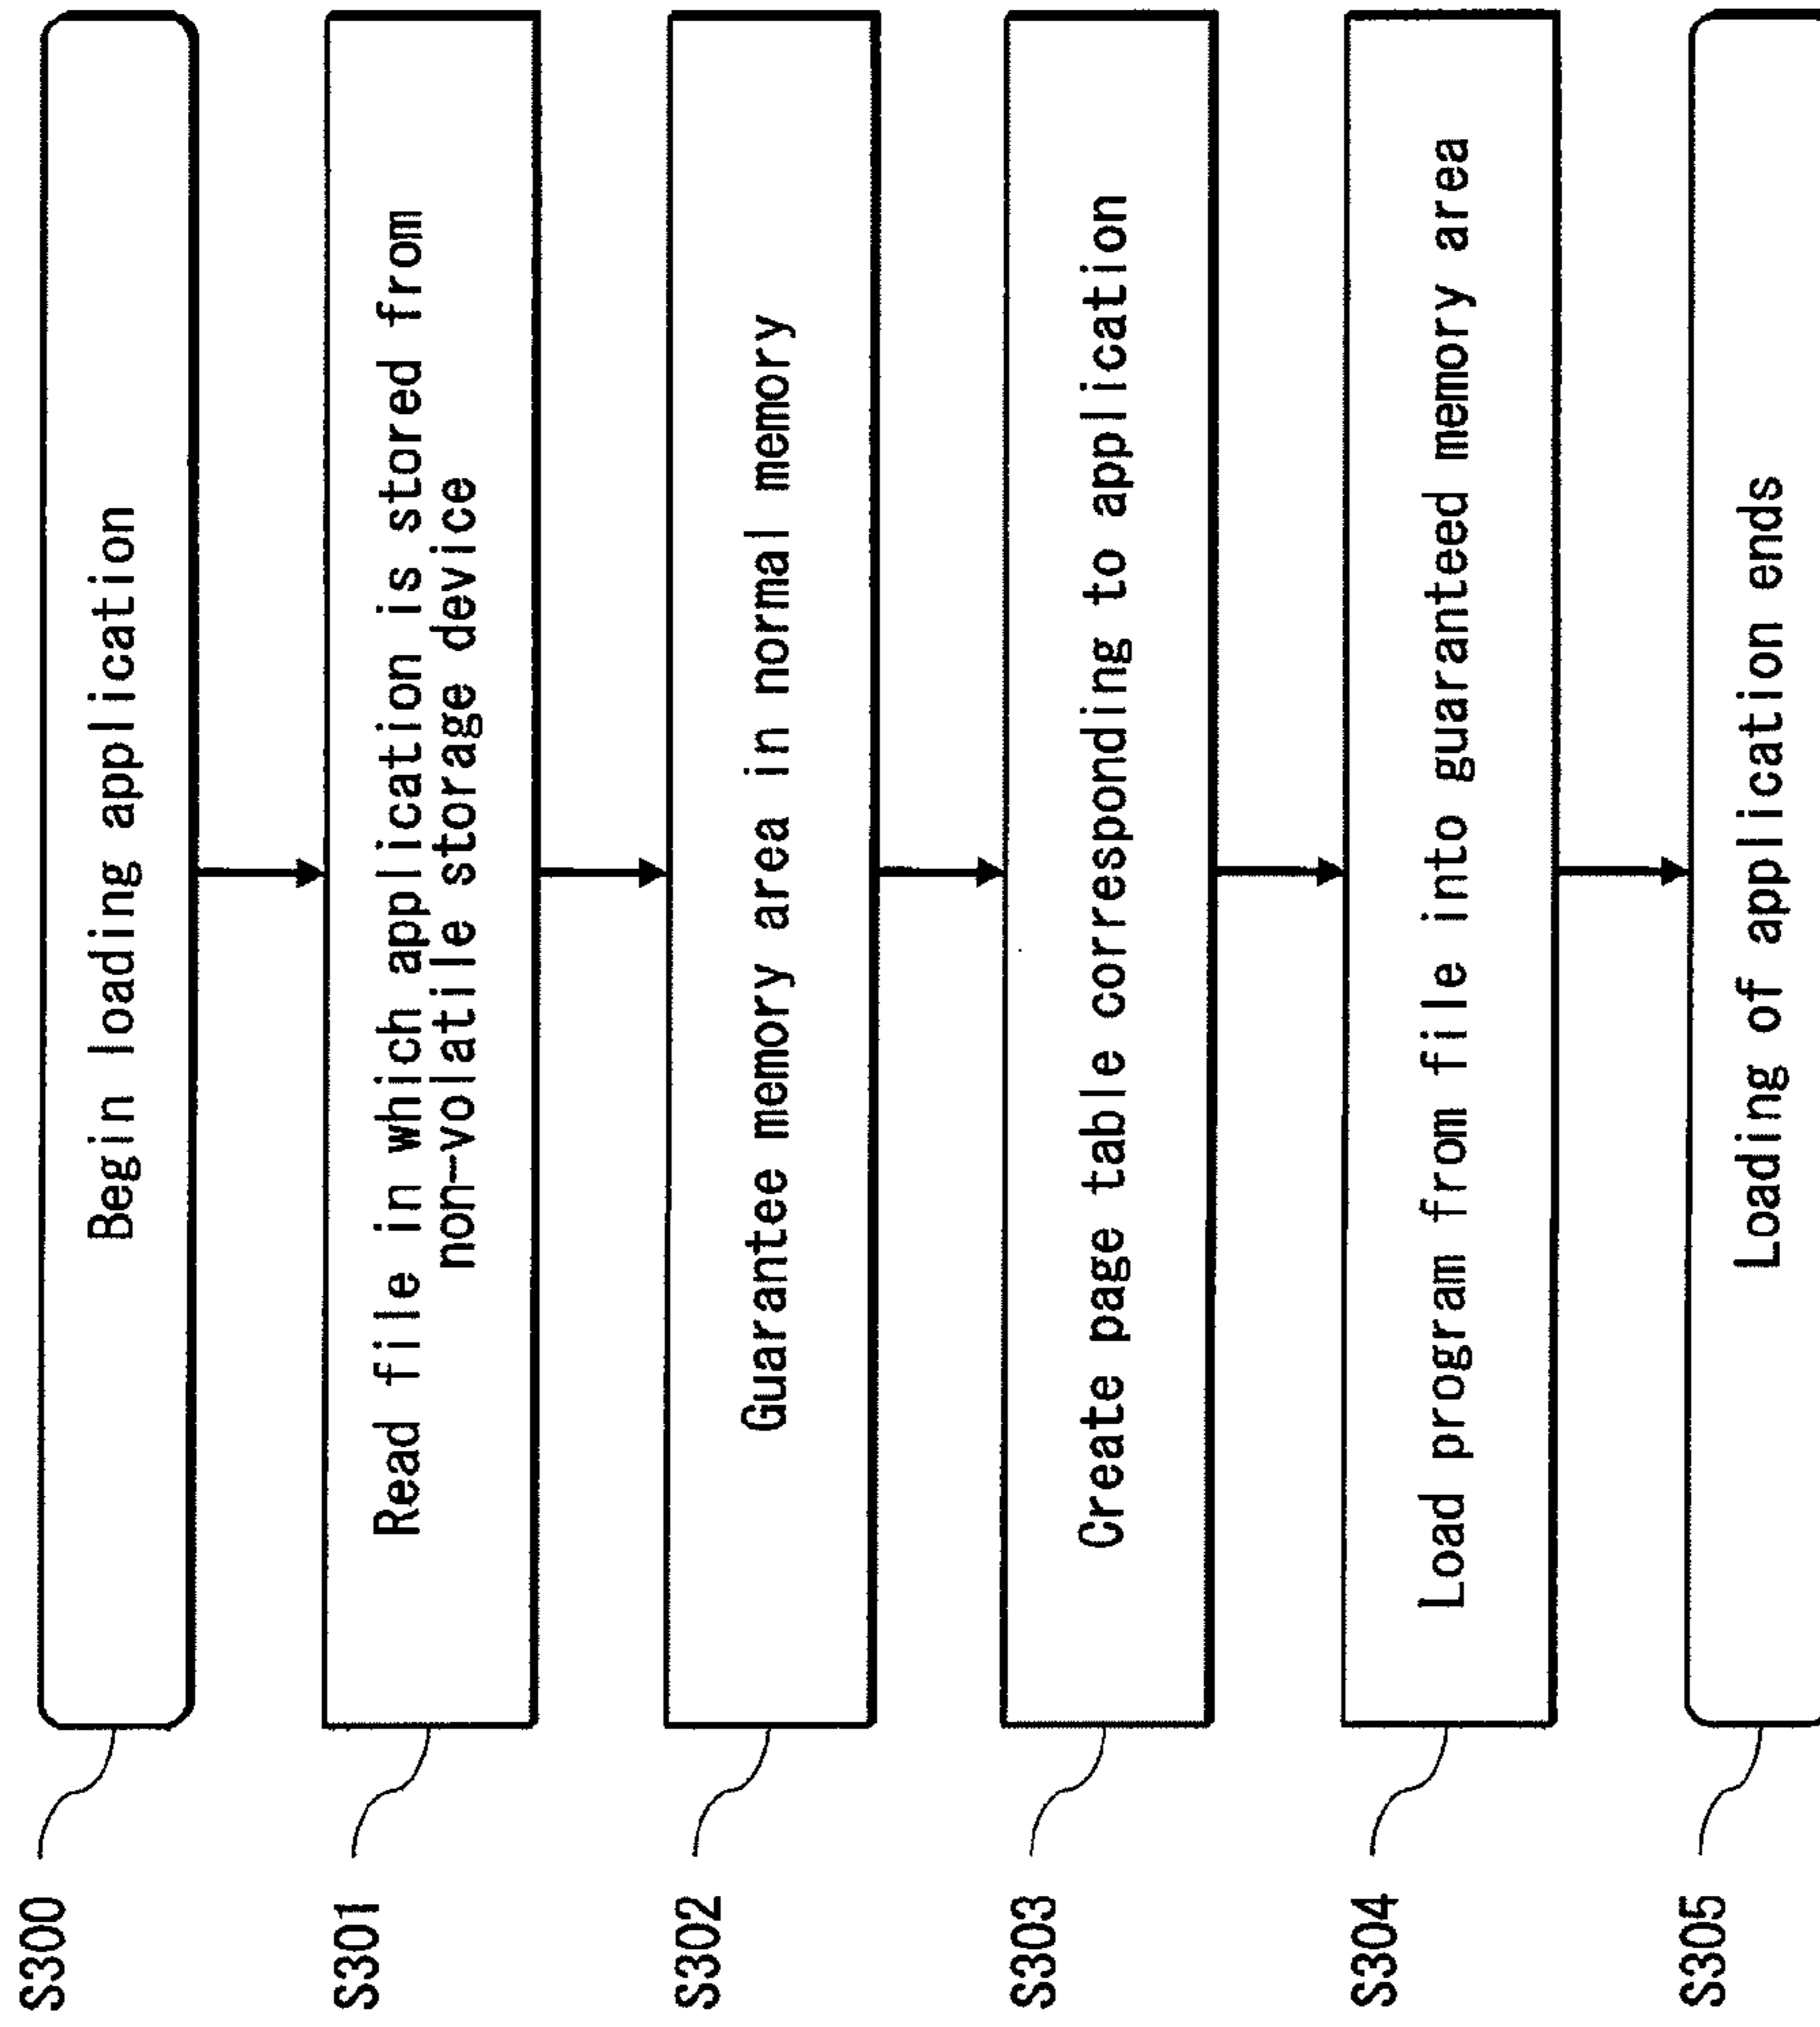 S300
Begin loading application
S301
Read file in which application is stored from
non-volatile storage device
S302
Guarantee memory area in normal memory
S303
Create page table corresponding to application
S304
Load program from file into guaranteed memory area
S305
Loading of application ends